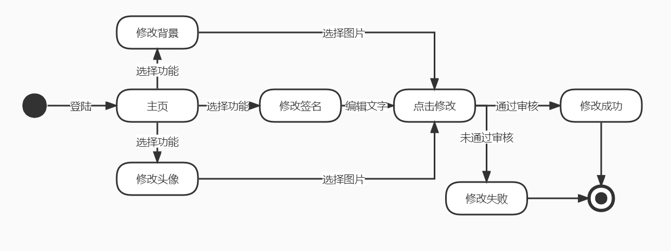 修改背景
选择图片
选择功能
登陆
主页
选择功能
修改签名
编辑文字
点击修改
通过审核
修改成功
选择功能
未通过审核
修改头像
选择图片
修改失败